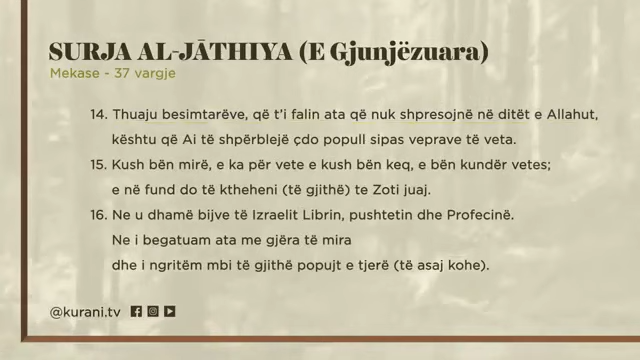 SURJA AL-JĀTHIYA (E Gjunjëzuara)
Mekase - 37 vargje
14. Thuaju besimtarëve, që t'i falin ata që nuk shpresojnë në ditët e Allahut,
kështu që Ai të shpërblejë çdo popull sipas veprave të veta.
15. Kush bën mirë, e ka për vete e kush bën keq, e bën kundër vetes;
e në fund do të ktheheni (të gjithë) te Zoti juaj.
16. Ne u dhamë bijve të Izraelit Librin, pushtetin dhe Profecinë.
Ne i begatuam ata me gjëra të mira
dhe i ngritëm mbi të gjithë popujt e tjerë (të asaj kohe).
@kurani.tv